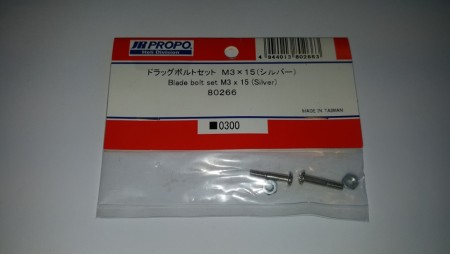 JR PROPO
Heli Division
ドラッグボルトセット M3×15(シルバー)
Blade bolt set M3 x 15 (Silver)
80266
MADE IN TAIWAN
■0300